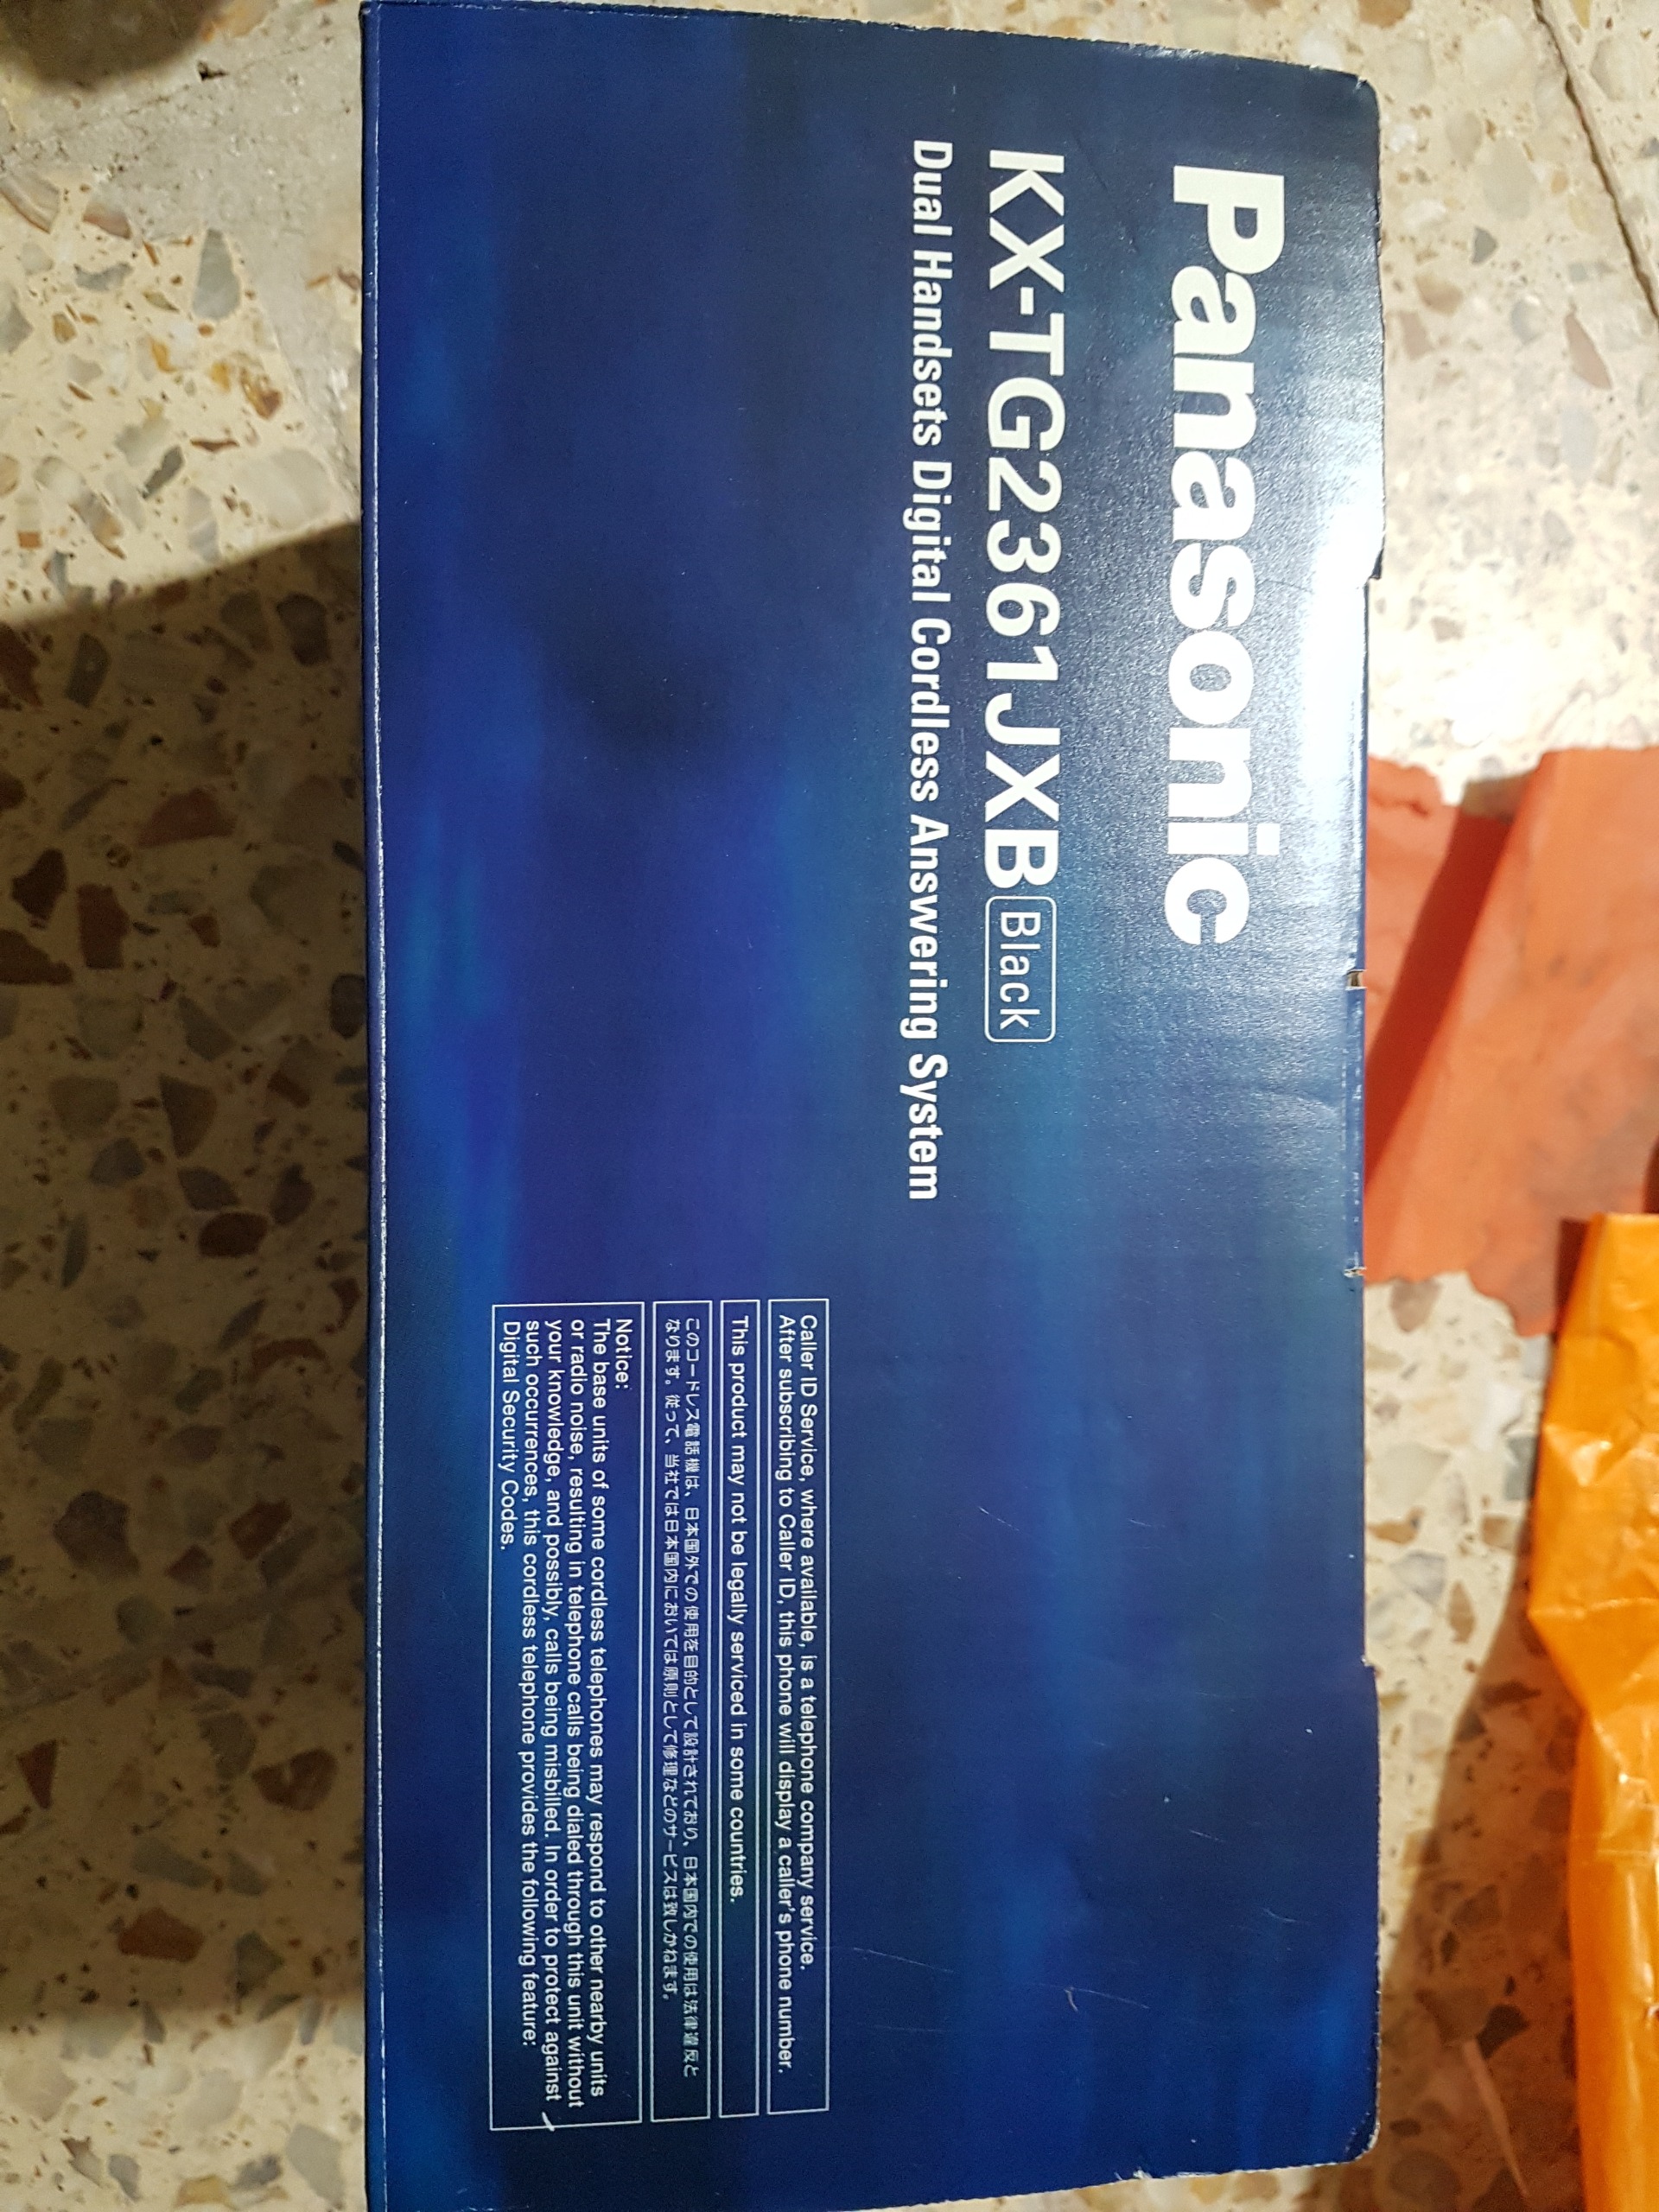 Panasonic
KX-TG2361JXB Black
Dual Handsets Digital Cordless Answering System
Caller ID Service, where available, is a telephone company service.
After subscribing to Caller ID, this phone will display a caller's phone number.
This product may not be legally serviced in some countries.
このコードレス電話機は、日本国外での使用を目的として設計されており、日本国内での使用は法律違反と
なります。従って、当社では日本国内においては原則として修理などのサービスは致しかねます。
Notice:
The base units of some cordless telephones may respond to other nearby units
or radio noise, resulting in telephone calls being dialed through this unit without
your knowledge, and possibly, calls being misbilled. In order to protect against
such occurrences, this cordless telephone provides the following feature:
Digital Security Codes.